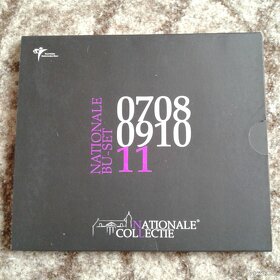 NATIONALE
BU-SET
0708
0910
11
NATIONALE®
COLLECTIE